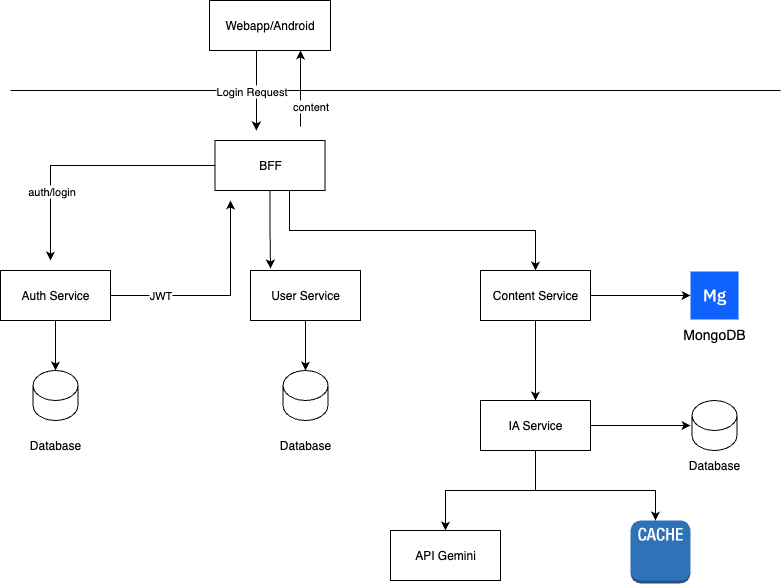 Webapp/Android
Login Request
content
BFF
auth/login
Auth Service
JWT
User Service
Content Service
Mg
MongoDB
Database
Database
IA Service
Database
API Gemini
CACHE